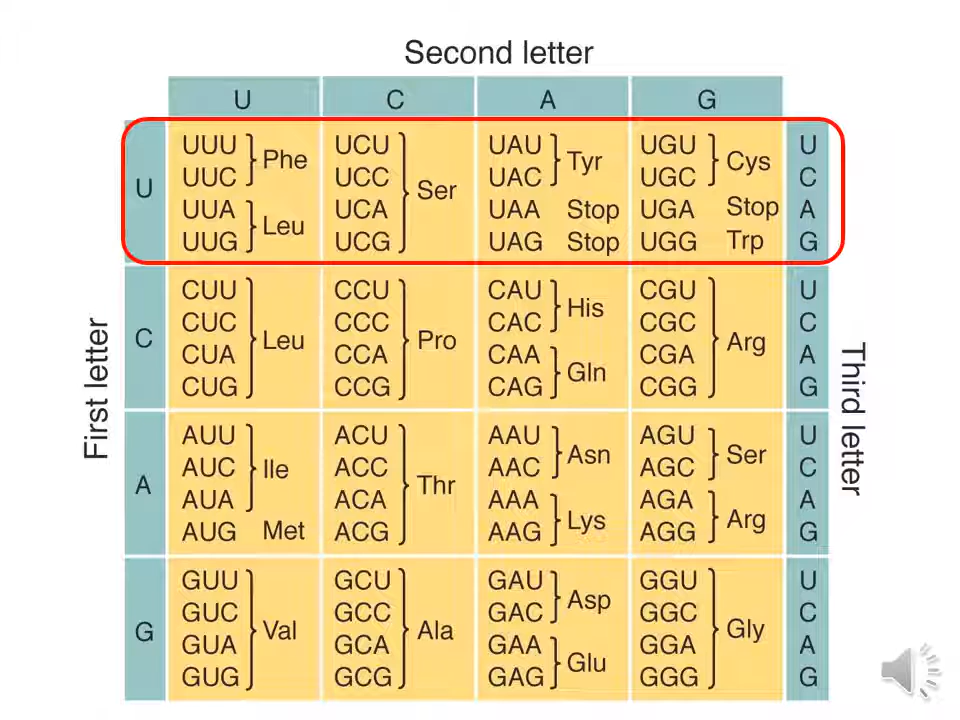 Second letter
U C A G
U
UUU UCU UAU UGU U
Phe Tyr Cys
UUC UCC UAC UGC C
Ser
UUA UCA UAA Stop UGA Stop A
Leu
UUG UCG UAG Stop UGG Trp G
C
CUU CCU CAU CGU U
His
CUC CCC CAC CGC C
Leu Pro Arg
CUA CCA CAA CGA A
Gln
CUG CCG CAG CGG G
A
AUU ACU AAU AGU U
Asn Ser
AUC ACC AAC AGC C
Ile Thr
AUA ACA AAA AGA A
Lys Arg
AUG Met ACG AAG AGG G
G
GUU GCU GAU GGU U
Asp
GUC GCC GAC GGC C
Val Ala Gly
GUA GCA GAA GGA A
Glu
GUG GCG GAG GGG G
First letter
Third letter